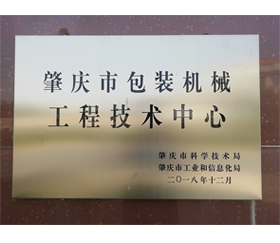 肇庆市包装机械
工程技术中心
肇庆市科学技术局
肇庆市工业和信息化局
二〇一八年十二月